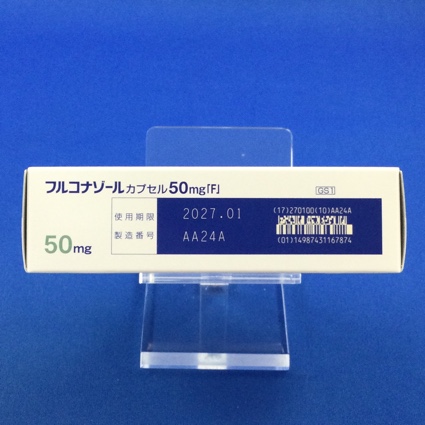 フルコナゾールカプセル50mg「F」
GS1
使用期限 2027.01
製造番号 AA24A
(17)270100(10)AA24A
(01)14987431167874
50mg